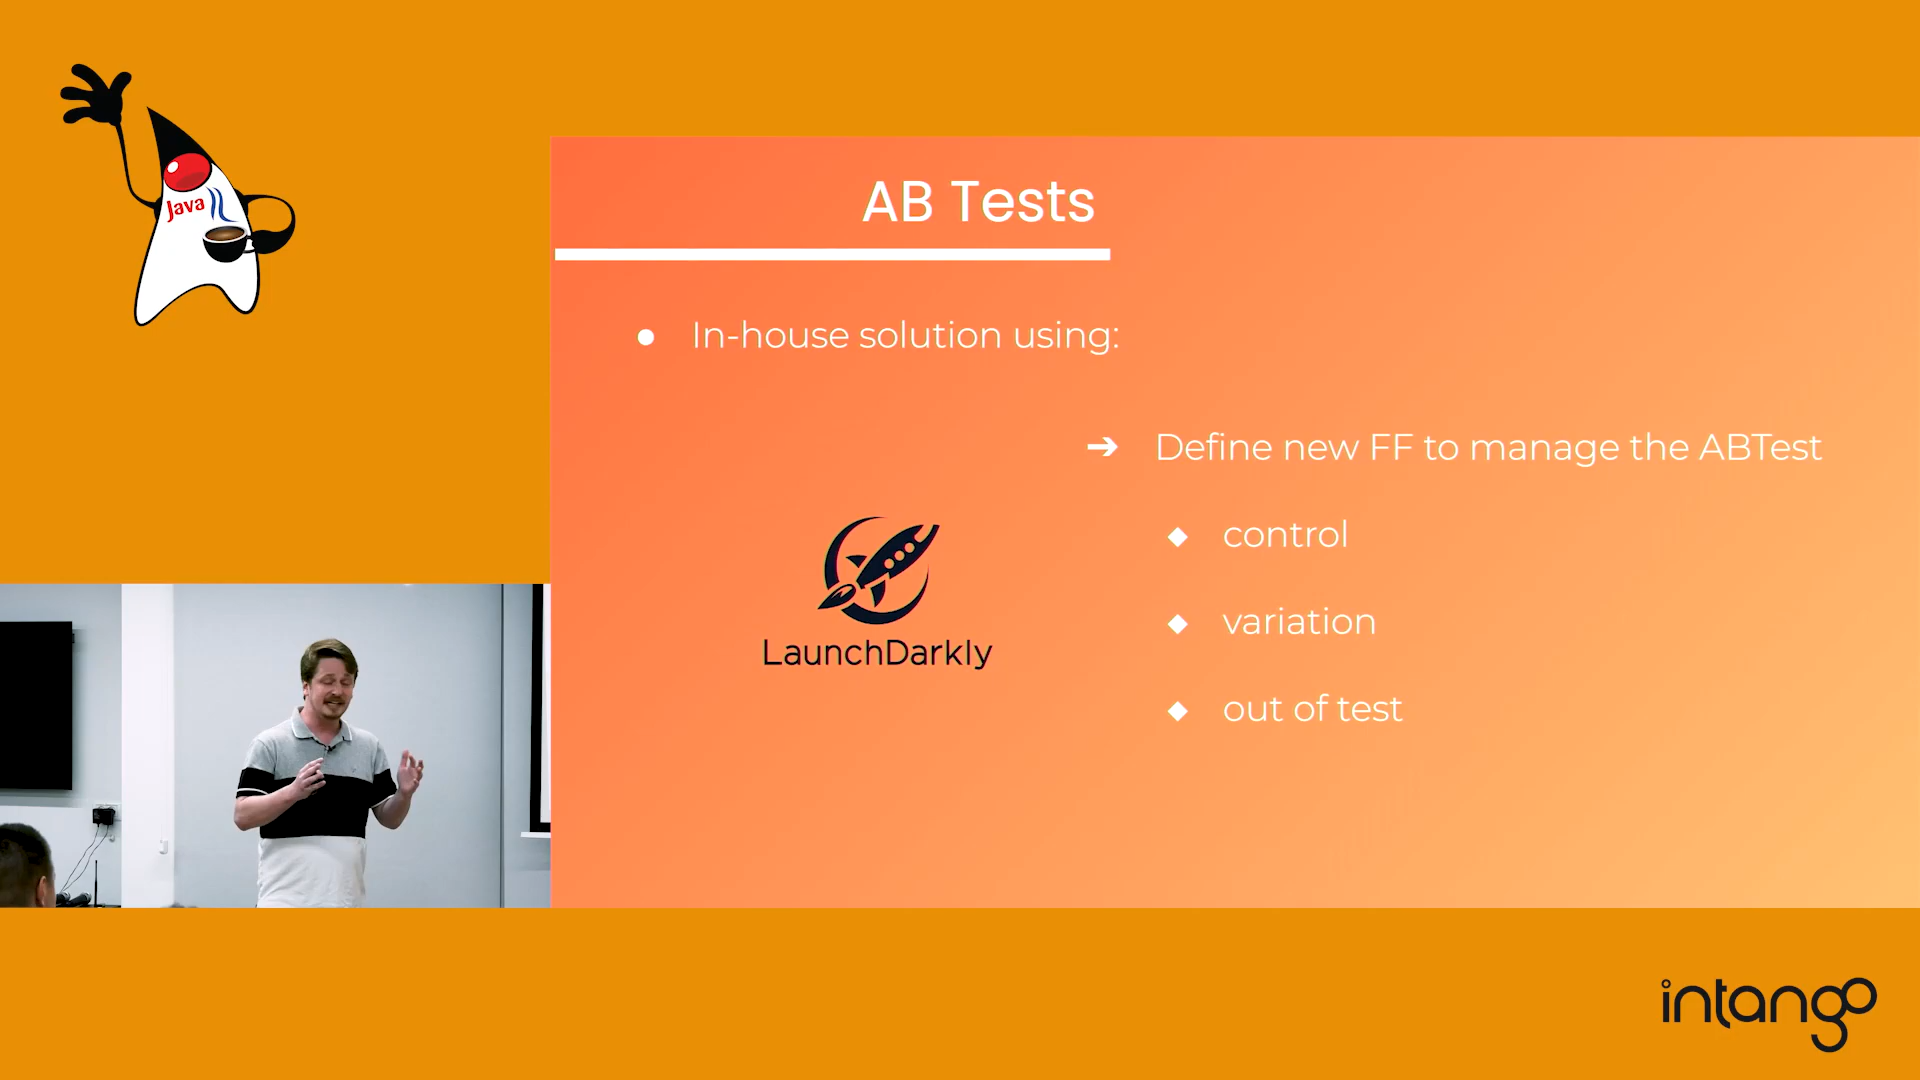 Java
AB Tests
In-house solution using:
Define new FF to manage the ABTest
control
variation
out of test
LaunchDarkly
intango